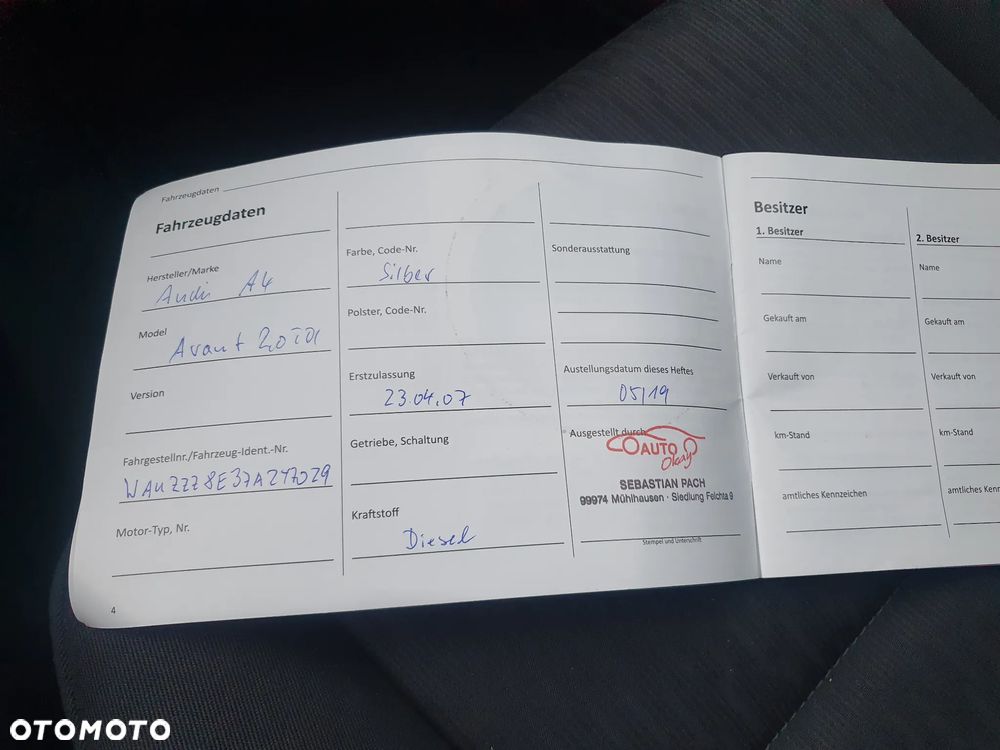 Fahrzeugdaten
Fahrzeugdaten
Hersteller/Marke
Audi A4
Model
Avant 2.0 TDI
Version
Fahrgestellnr./Fahrzeug-Ident.-Nr.
WAUZZZ8E37A247029
Motor-Typ, Nr.
4
Farbe, Code-Nr.
Silber
Polster, Code-Nr.
Erstzulassung
23.04.07
Getriebe, Schaltung
Kraftstoff
Diesel
Sonderausstattung
Austellungsdatum dieses Heftes
05/19
Ausgestellt durch
AUTO
Okay
SEBASTIAN PACH
99974 Mühlhausen · Siedlung Felchta 9
Stempel und Unterschrift
Besitzer
1. Besitzer
Name
Gekauft am
Verkauft von
km-Stand
amtliches Kennzeichen
2. Besitzer
Name
Gekauft am
Verkauft von
km-Stand
amtliches Kenn
OTOMOTO